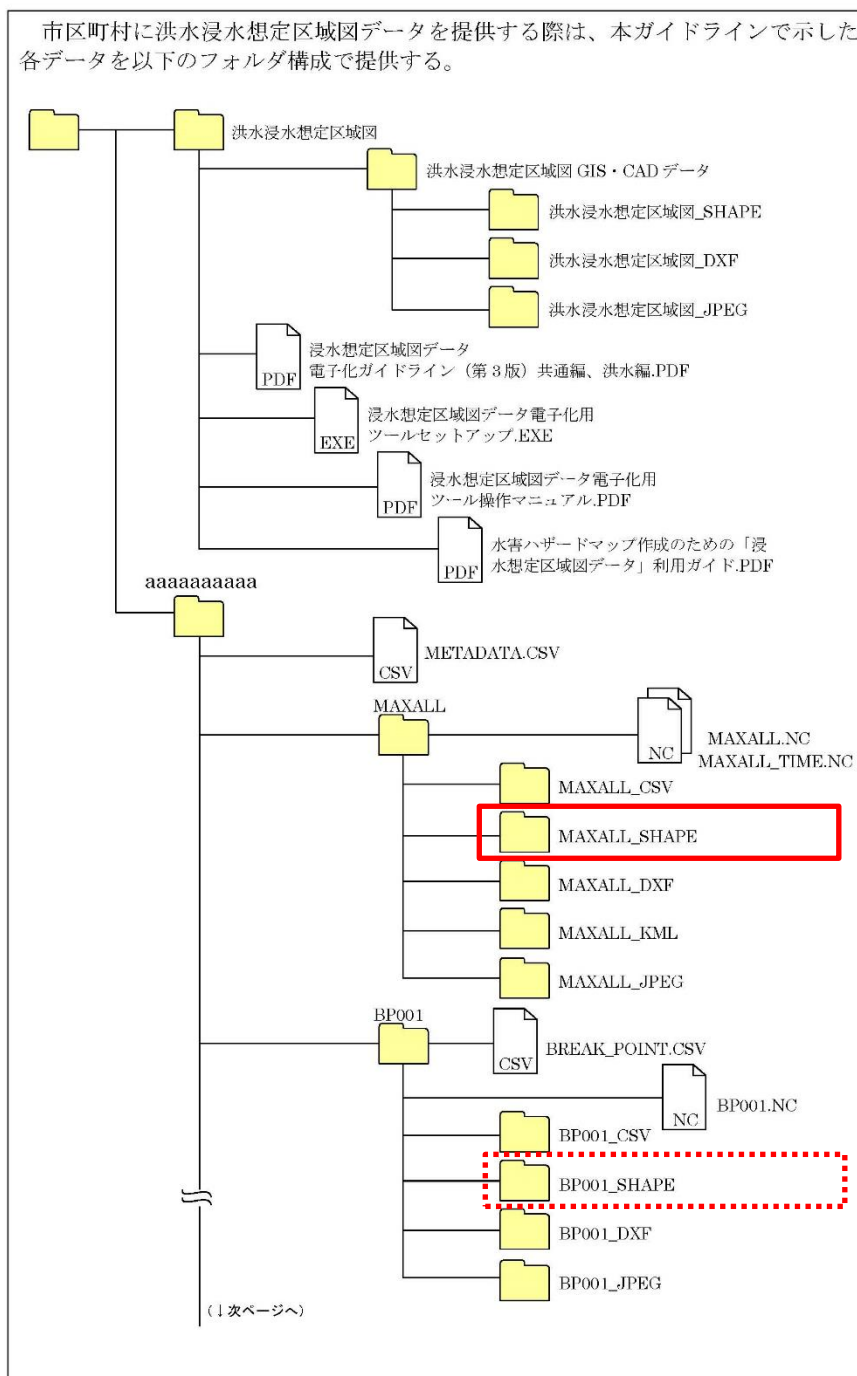 市区町村に洪水浸水想定区域図データを提供する際は、本ガイドラインで示した
各データを以下のフォルダ構成で提供する。
洪水浸水想定区域図
洪水浸水想定区域図 GIS・CAD データ
洪水浸水想定区域図_SHAPE
洪水浸水想定区域図_DXF
洪水浸水想定区域図_JPEG
PDF
浸水想定区域図データ
電子化ガイドライン（第 3 版）共通編、洪水編.PDF
EXE
浸水想定区域図データ電子化用
ツールセットアップ.EXE
PDF
浸水想定区域図データ電子化用
ツール操作マニュアル.PDF
PDF
水害ハザードマップ作成のための「浸
水想定区域図データ」利用ガイド.PDF
aaaaaaaaaa
CSV
METADATA.CSV
MAXALL
NC
MAXALL.NC
MAXALL_TIME.NC
MAXALL_CSV
MAXALL_SHAPE
MAXALL_DXF
MAXALL_KML
MAXALL_JPEG
BP001
CSV
BREAK_POINT.CSV
NC
BP001.NC
BP001_CSV
BP001_SHAPE
BP001_DXF
BP001_JPEG
(↓次ページへ)